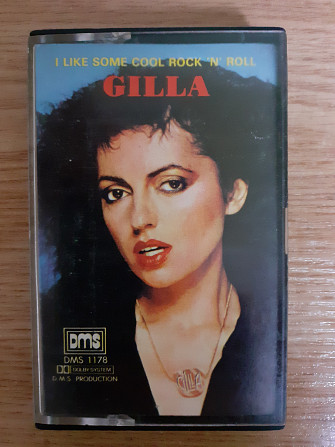 I LIKE SOME COOL ROCK 'N' ROLL
GILLA
DMS
DMS 1178
DOLBY SYSTEM
D.M.S PRODUCTION